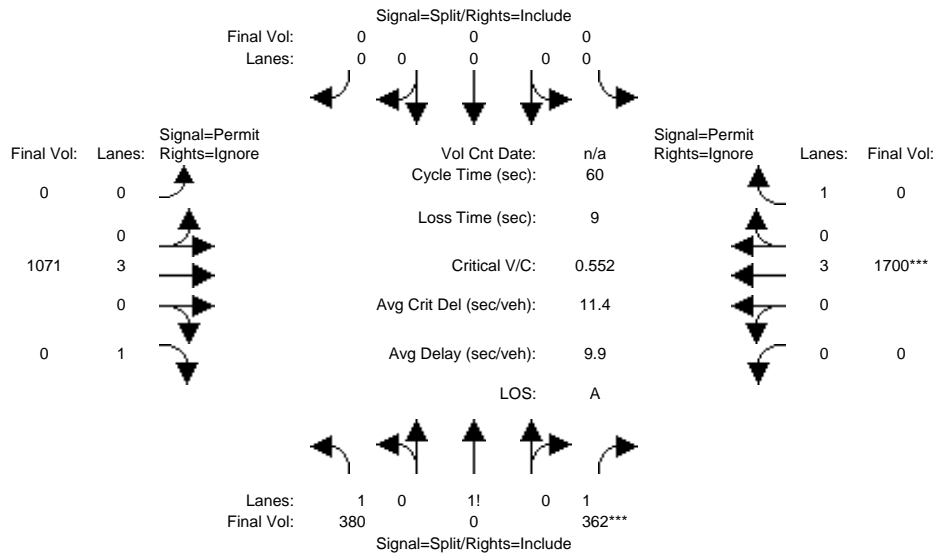 Signal=Split/Rights=Include
Final Vol: 0 0 0
Lanes: 0 0 0 0 0
Signal=Permit Signal=Permit
Final Vol: Lanes: Rights=Ignore Vol Cnt Date: n/a Rights=Ignore Lanes: Final Vol:
Cycle Time (sec): 60
0 0 1 0
Loss Time (sec): 9
0 0
1071 3 Critical V/C: 0.552 3 1700***
0 Avg Crit Del (sec/veh): 11.4 0
0 1 Avg Delay (sec/veh): 9.9 0 0
LOS: A
Lanes: 1 0 1! 0 1
Final Vol: 380 0 362***
Signal=Split/Rights=Include